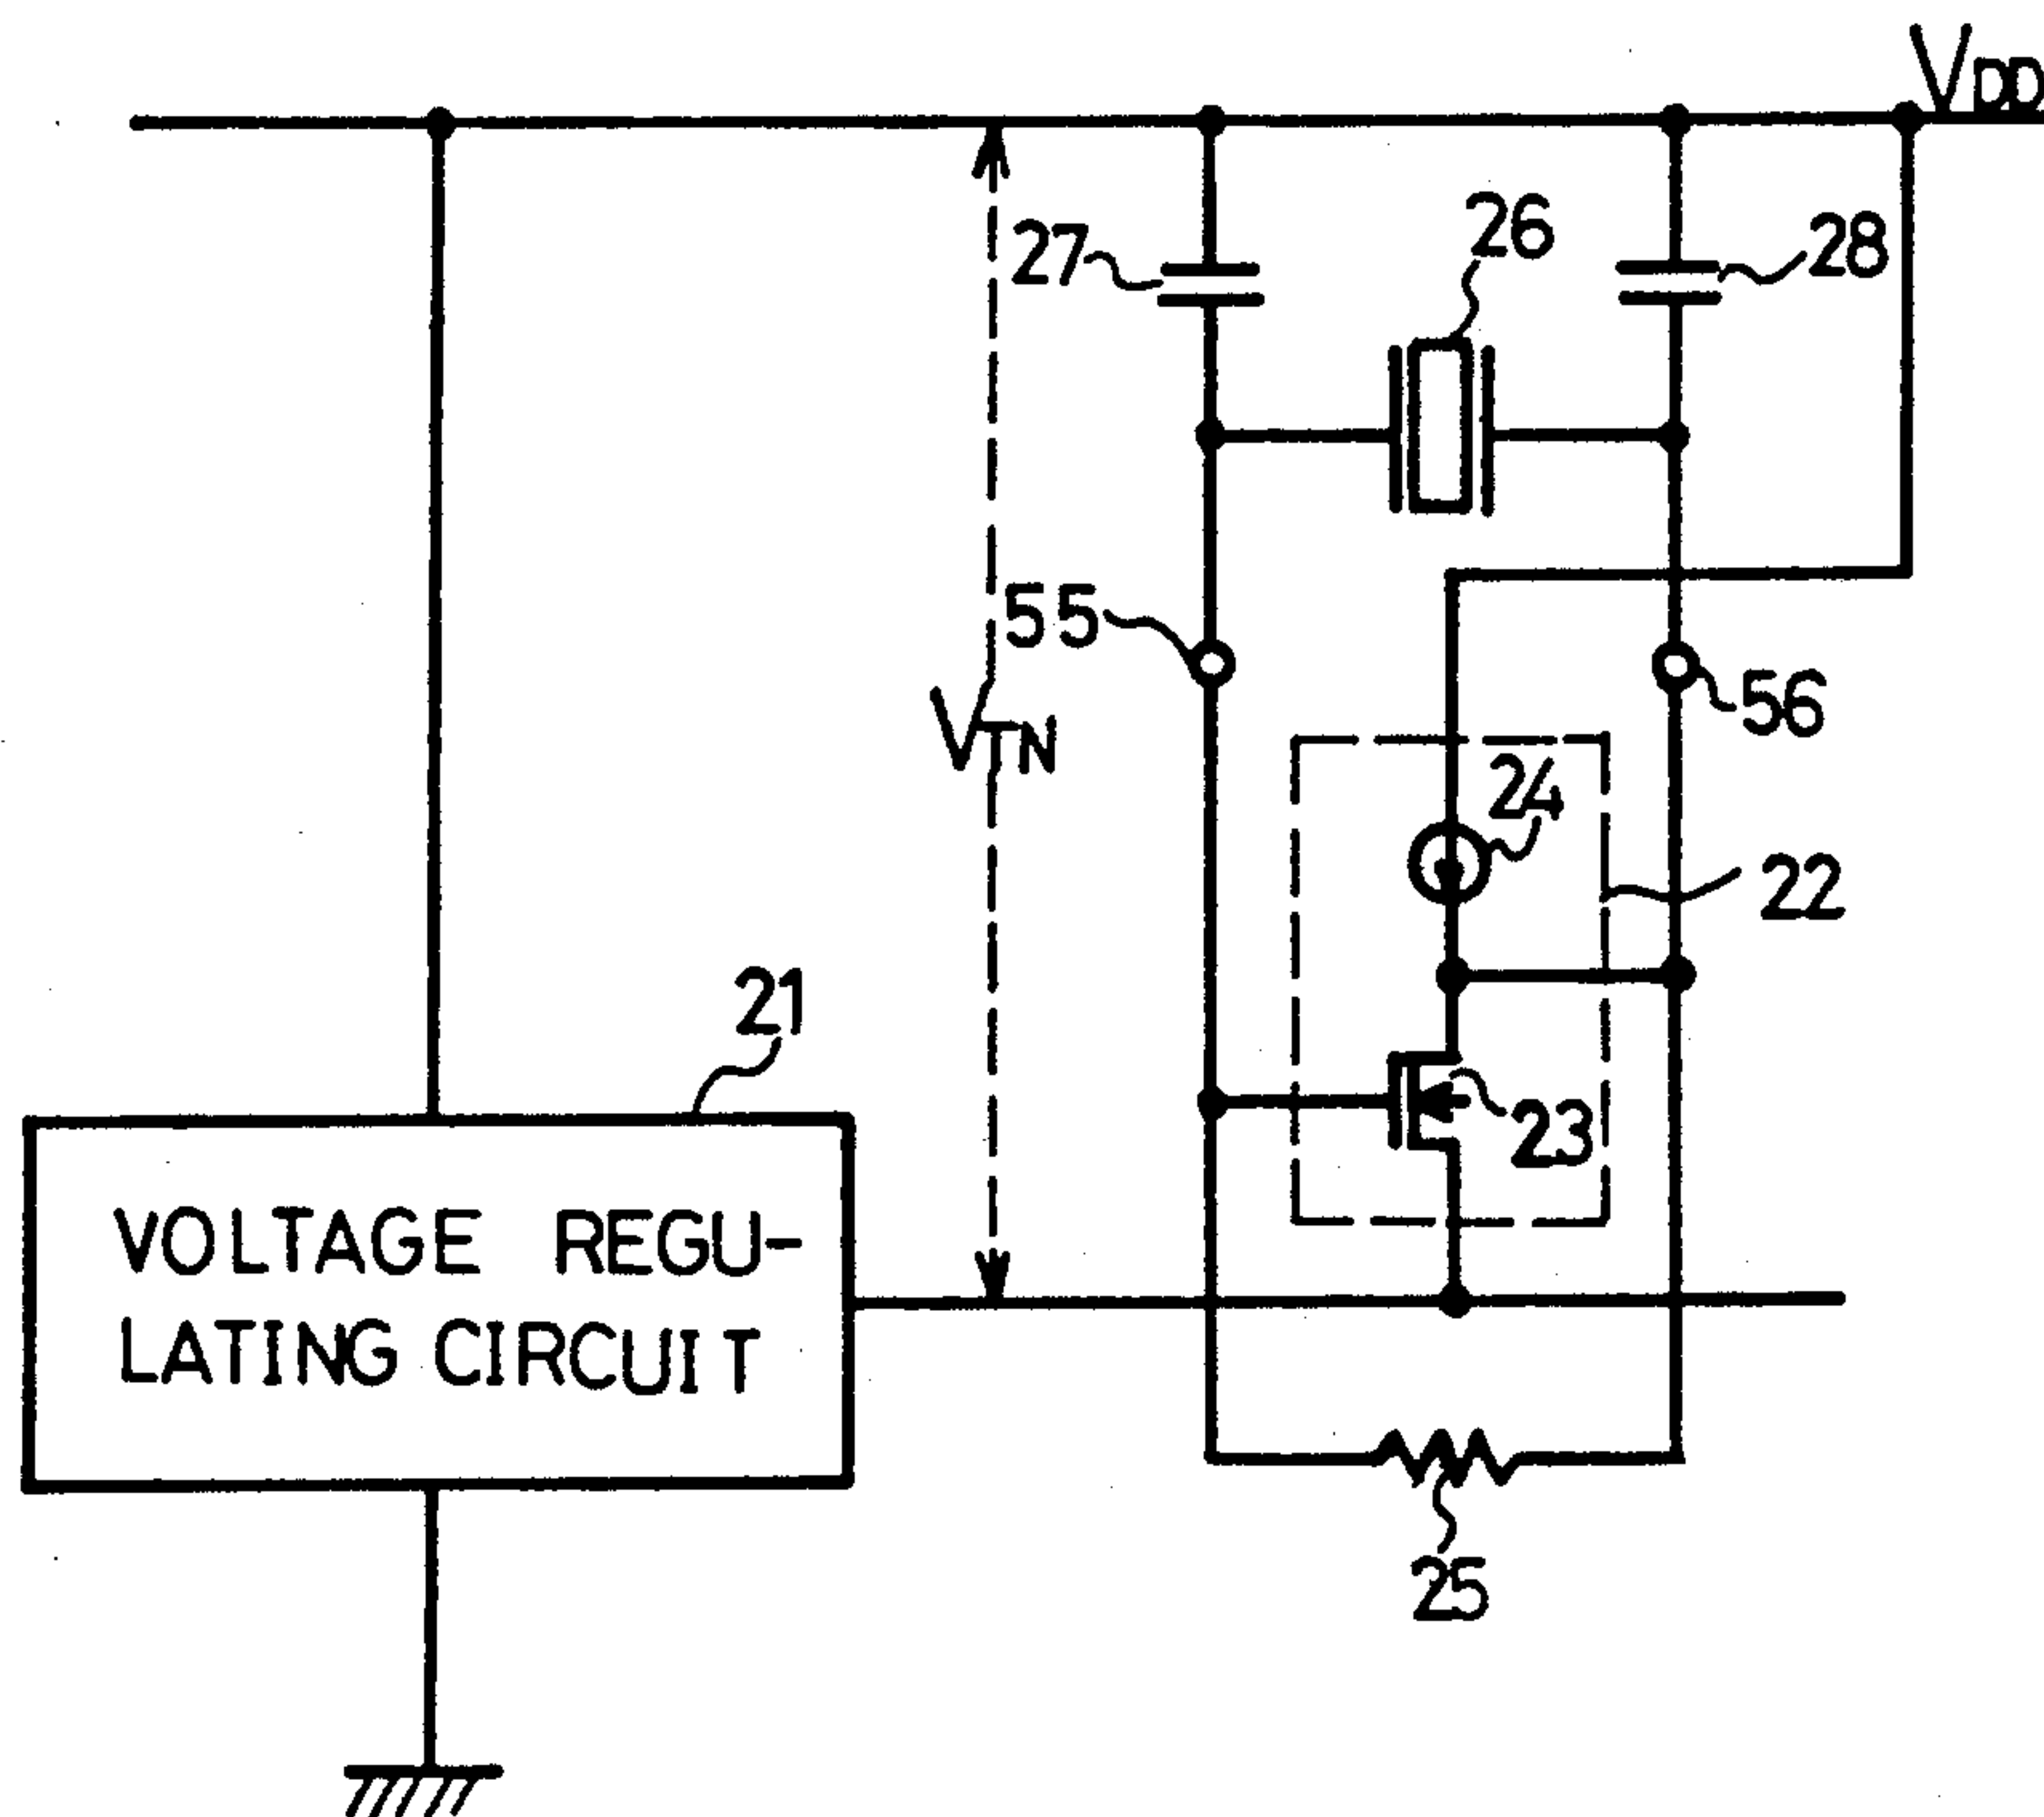 VDD
26
27
28
55
56
VTN
24
22
21
23
VOLTAGE REGU-
LATING CIRCUIT
25